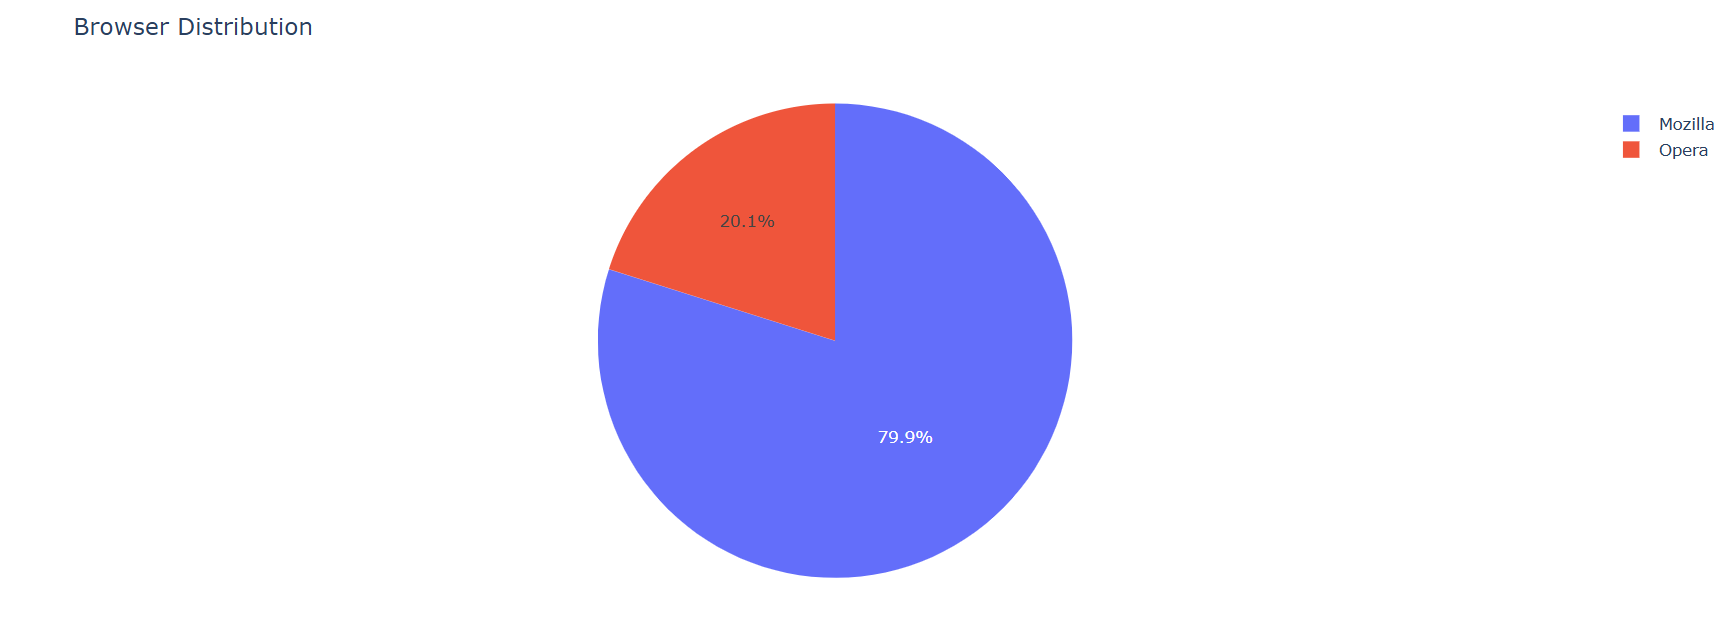 Browser Distribution
Mozilla
Opera
20.1%
79.9%